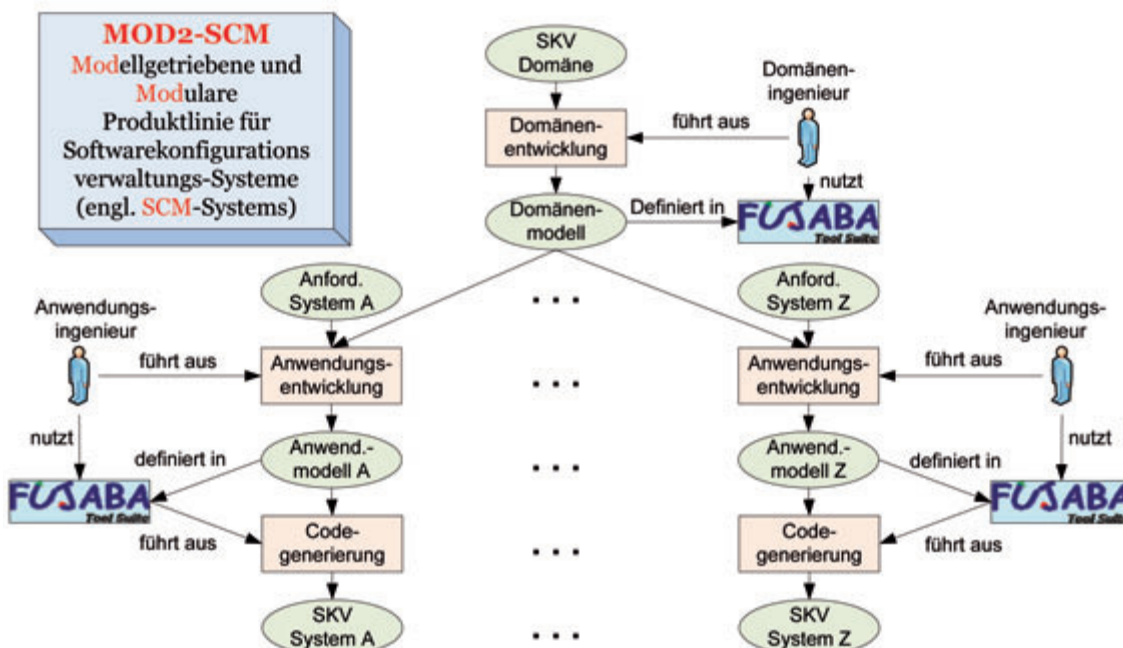 MOD2-SCM
Modellgetriebene und
Modulare
Produktlinie für
Softwarekonfigurations
verwaltungs-Systeme
(engl. SCM-Systems)
SKV
Domäne
Domänen-
ingenieur
führt aus
Domänen-
entwicklung
nutzt
Domänen-
modell
Definiert in
FUJABA
Tool Suite
Anford.
System A
. . .
Anford.
System Z
Anwendungs-
ingenieur
Anwendungs-
ingenieur
führt aus
Anwendungs-
entwicklung
. . .
Anwendungs-
entwicklung
führt aus
nutzt
definiert in
Anwend.-
modell A
. . .
Anwend.-
modell Z
definiert in
nutzt
FUJABA
Tool Suite
FUJABA
Tool Suite
führt aus
Code-
generierung
. . .
Code-
generierung
führt aus
SKV
System A
. . .
SKV
System Z